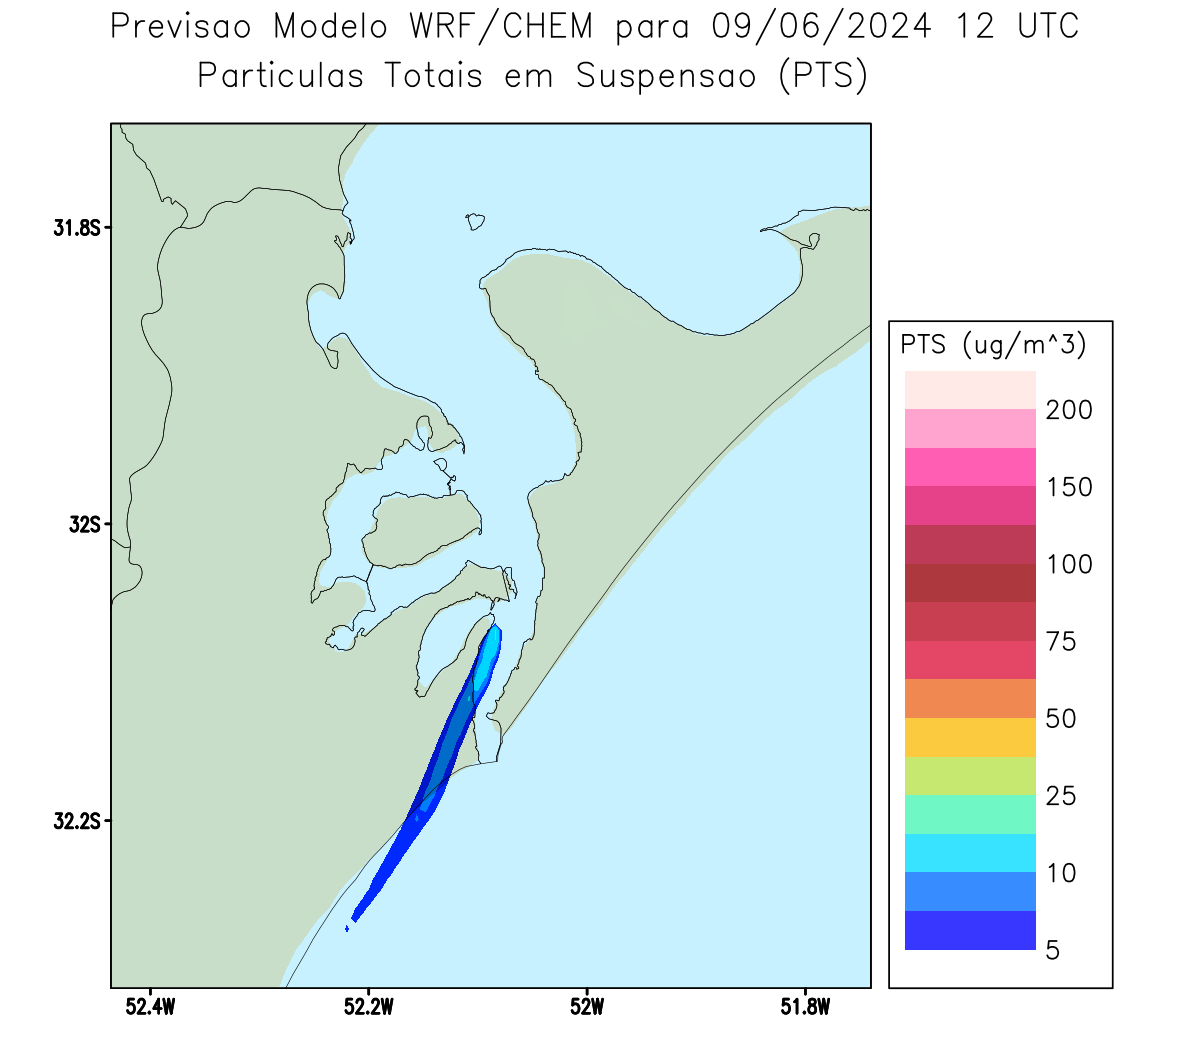 Previsao Modelo WRF/CHEM para 09/06/2024 12 UTC
Particulas Totais em Suspensao (PTS)
31.8S
32S
32.2S
52.4W
52.2W
52W
51.8W
PTS (ug/m^3)
200
150
100
75
50
25
10
5